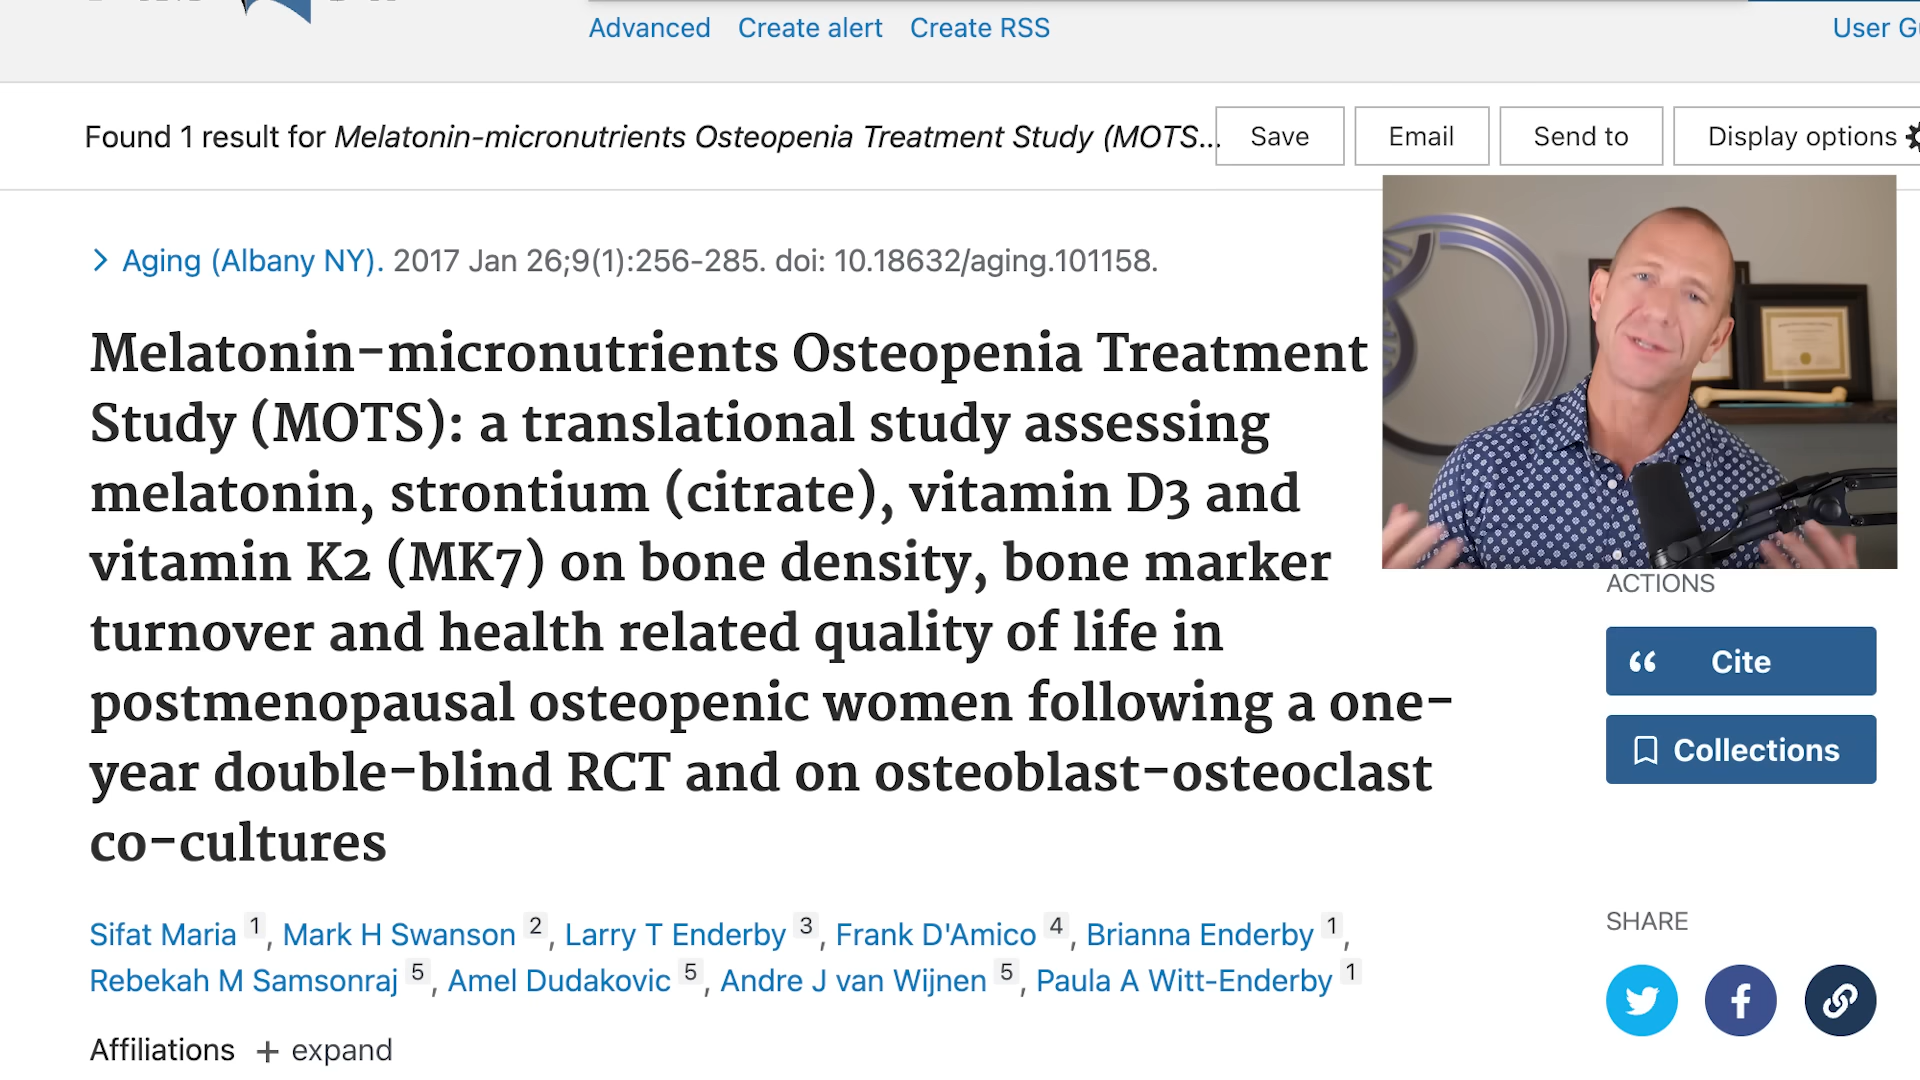 Advanced Create alert Create RSS
User G
Found 1 result for Melatonin-micronutrients Osteopenia Treatment Study (MOTS...
Save Email Send to Display options
Aging (Albany NY). 2017 Jan 26;9(1):256-285. doi: 10.18632/aging.101158.
Melatonin-micronutrients Osteopenia Treatment
Study (MOTS): a translational study assessing
melatonin, strontium (citrate), vitamin D3 and
vitamin K2 (MK7) on bone density, bone marker
turnover and health related quality of life in
postmenopausal osteopenic women following a one-
year double-blind RCT and on osteoblast-osteoclast
co-cultures
Sifat Maria 1, Mark H Swanson 2, Larry T Enderby 3, Frank D'Amico 4, Brianna Enderby 1,
Rebekah M Samsonraj 5, Amel Dudakovic 5, Andre J van Wijnen 5, Paula A Witt-Enderby 1
Affiliations + expand
ACTIONS
Cite
Collections
SHARE